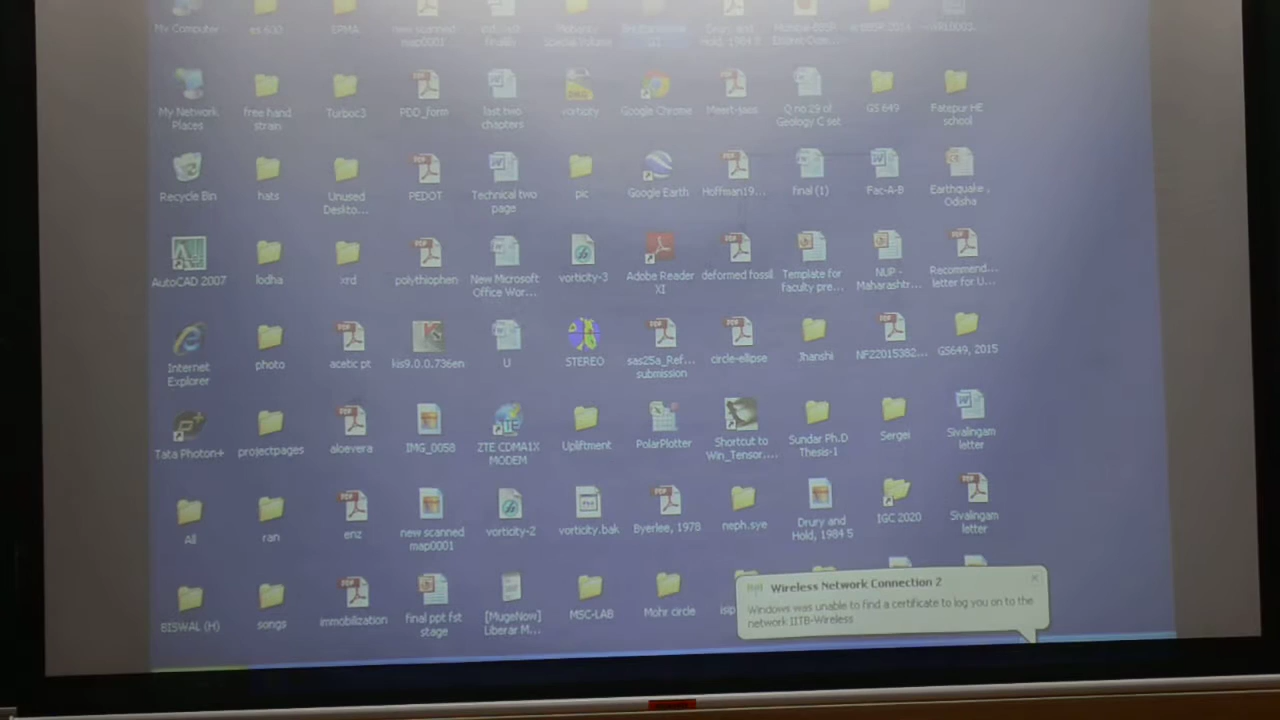 My Computer
es 630
EPMA
new scanned
map0001
Special Volume
Drury and
Hold, 1984 5
My Network
Places
free hand
strain
Turboc3
PDO_form
last two
chapters
vorticity
Google Chrome
Q no 29 of
Geology C set
GS 649
Fatepur HE
school
Recycle Bin
hats
Unused
Deskto...
PEDOT
Technical two
page
pic
Google Earth
Hoffman19...
final (1)
Fac-A-B
Earthquake ,
Odisha
AutoCAD 2007
lodha
xrd
polythiophen
New Microsoft
Office Wor...
vorticity-3
Adobe Reader
XI
deformed fossil
Template for
faculty pre...
NUP -
Maharashtr...
Recommend...
letter for U...
Internet
Explorer
photo
acetic pt
kis9.0.0.736en
U
STEREO
sas25a_Ref...
submission
circle-ellipse
Jhanshi
NF22015382...
GS649, 2015
Tata Photon+
projectpages
aloevera
IMG_0058
ZTE CDMA1X
MODEM
Upliftment
PolarPlotter
Shortcut to
Win_Tensor....
Sundar Ph.D
Thesis-1
Sergei
Sivalingam
letter
All
ran
enz
new scanned
map0001
vorticity-2
vorticity.bak
Byerlee, 1978
neph.sye
Drury and
Hold, 1984 5
IGC 2020
Sivalingam
letter
BISWAL (H)
songs
immobilization
final ppt fst
stage
[MugeNow]
Liberar M...
MSC-LAB
Mohr circle
Wireless Network Connection 2
Windows was unable to find a certificate to log you on to the
network IITB-Wireless